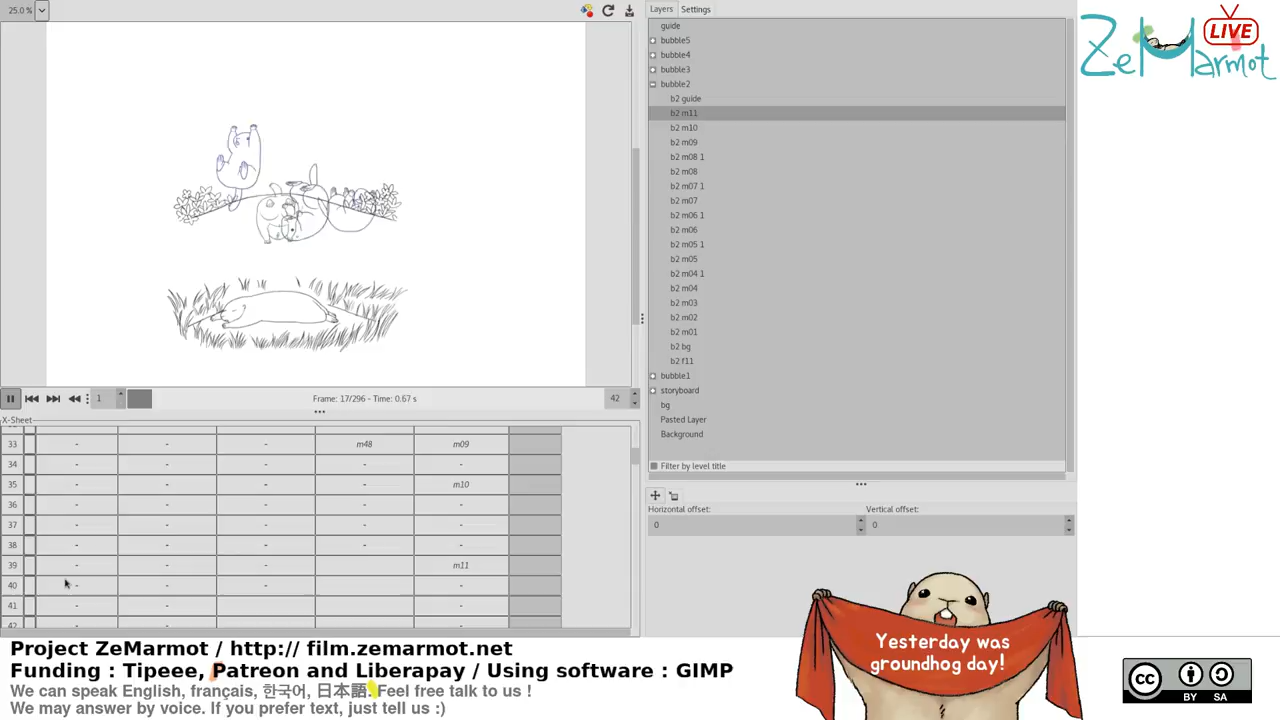 25.0 %
Layers Settings
guide
bubble5
bubble4
bubble3
bubble2
b2 guide
b2 m11
b2 m10
b2 m09
b2 m08 1
b2 m08
b2 m07 1
b2 m07
b2 m06 1
b2 m06
b2 m05 1
b2 m05
b2 m04 1
b2 m04
b2 m03
b2 m02
b2 m01
b2 bg
b2 f11
bubble1
storyboard
bg
Pasted Layer
Background
Filter by level title
Horizontal offset: Vertical offset:
0 0
ZeMarmot
LIVE
1 Frame: 17/296 - Time: 0.67 s 42
X-Sheet
33 - - - m48 m09
34 - - - - -
35 - - - - m10
36 - - - - -
37 - - - - -
38 - - - - -
39 - - - m11
40 - - - -
41 - - - -
42 - - - -
Yesterday was
groundhog day!
Project ZeMarmot / http:// film.zemarmot.net
Funding : Tipeee, Patreon and Liberapay / Using software : GIMP
We can speak English, français, 한국어, 日本語. Feel free talk to us !
We may answer by voice. If you prefer text, just tell us :)
cc
BY SA